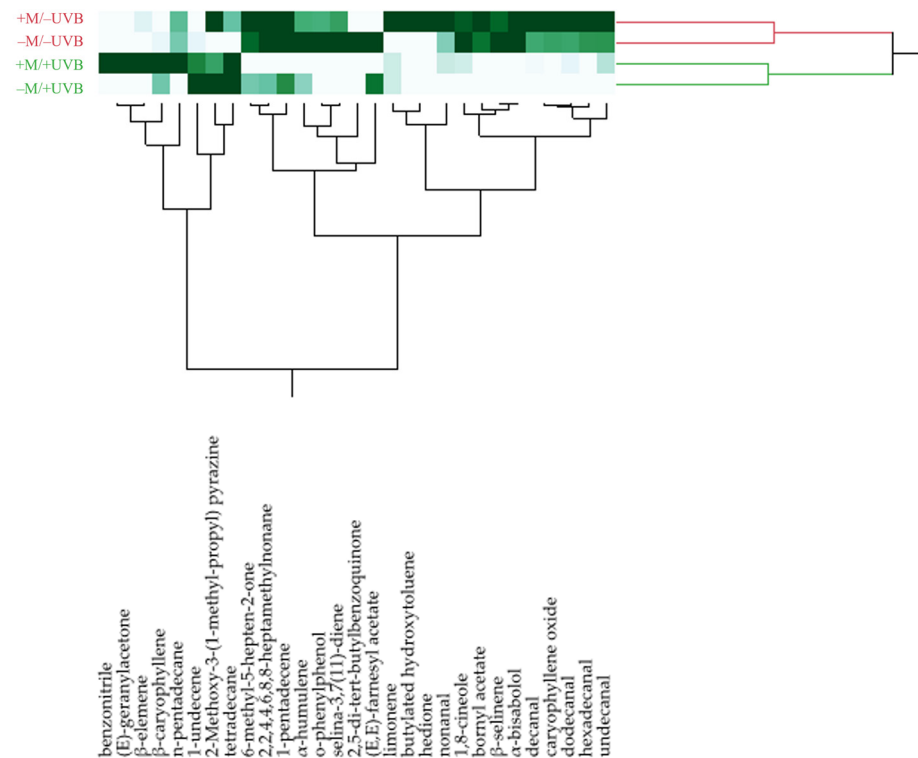 +M/–UVB
–M/–UVB
+M/+UVB
–M/+UVB
benzonitrile
(E)-geranylacetone
β-elemene
β-caryophyllene
n-pentadecane
1-undecene
2-Methoxy-3-(1-methyl-propyl) pyrazine
tetradecane
6-methyl-5-hepten-2-one
2,2,4,4,6,8,8-heptamethylnonane
1-pentadecene
α-humulene
o-phenylphenol
selina-3,7(11)-diene
2,5-di-tert-butylbenzoquinone
(E,E)-farnesyl acetate
limonene
butylated hydroxytoluene
hedione
nonanal
1,8-cineole
bornyl acetate
β-selinene
α-bisabolol
decanal
caryophyllene oxide
dodecanal
hexadecanal
undecanal